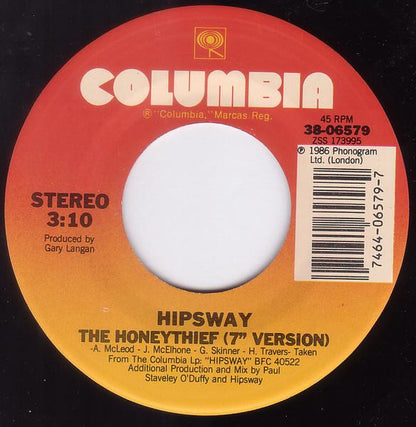 COLUMBIA
® "Columbia," Marcas Reg.
45 RPM
38-06579
ZSS 173995
℗ 1986 Phonogram
Ltd. (London)
STEREO
3:10
Produced by
Gary Langan
7464-06579-7
HIPSWAY
THE HONEYTHIEF (7" VERSION)
-A. McLeod - J. McElhone - G. Skinner - H. Travers- Taken
From The Columbia Lp: "HIPSWAY" BFC 40522
Additional Production and Mix by Paul
Staveley O'Duffy and Hipsway